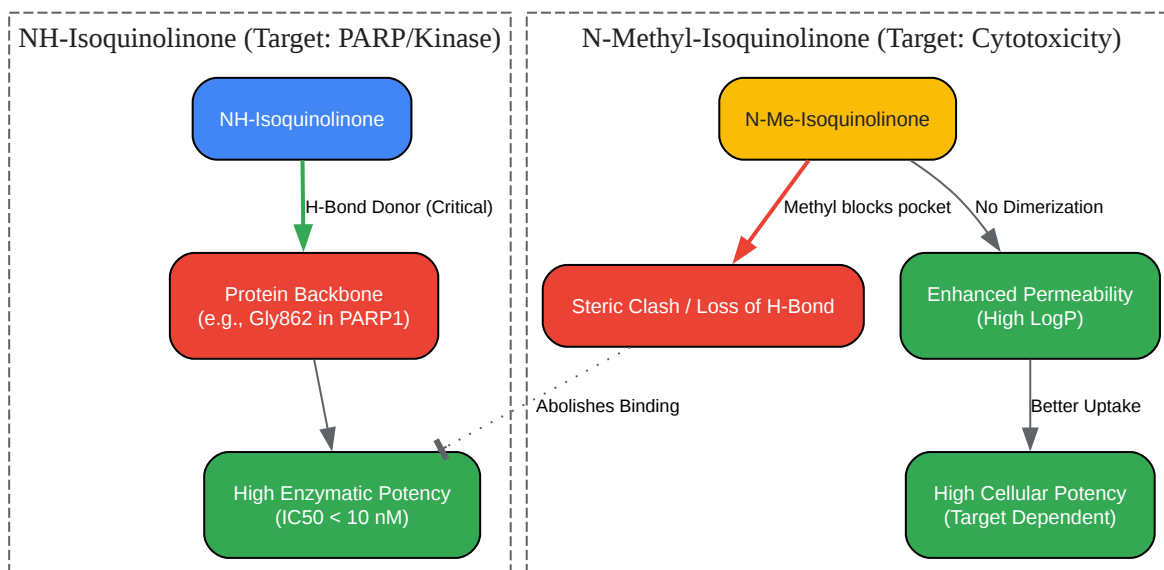 NH-Isoquinolinone (Target: PARP/Kinase)
NH-Isoquinolinone
H-Bond Donor (Critical)
Protein Backbone
(e.g., Gly862 in PARP1)
High Enzymatic Potency
(IC50 < 10 nM)
N-Methyl-Isoquinolinone (Target: Cytotoxicity)
N-Me-Isoquinolinone
Methyl blocks pocket
No Dimerization
Steric Clash / Loss of H-Bond
Enhanced Permeability
(High LogP)
Abolishes Binding
Better Uptake
High Cellular Potency
(Target Dependent)